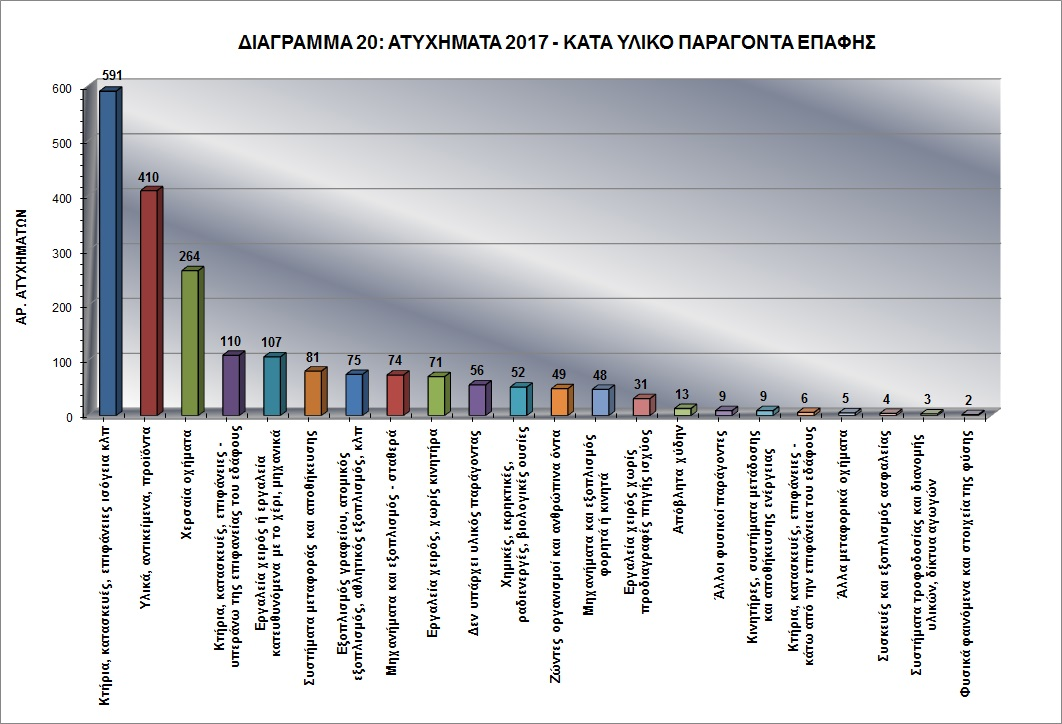 ΔΙΑΓΡΑΜΜΑ 20: ΑΤΥΧΗΜΑΤΑ 2017 - ΚΑΤΑ ΥΛΙΚΟ ΠΑΡΑΓΟΝΤΑ ΕΠΑΦΗΣ
ΑΡ. ΑΤΥΧΗΜΑΤΩΝ
600
500
400
300
200
100
0
591
410
264
110
107
81
75
74
71
56
52
49
48
31
13
9
9
6
5
4
3
2
Κτήρια, κατασκευές, επιφάνειες ισόγεια κλπ
Υλικά, αντικείμενα, προϊόντα
Χερσαία οχήματα
Κτήρια, κατασκευές, επιφάνειες -
υπεράνω της επιφανείας του εδάφους
Εργαλεία χειρός ή εργαλεία
κατευθυνόμενα με το χέρι, μηχανικά
Συστήματα μεταφοράς και αποθήκευσης
Εξοπλισμός γραφείου, ατομικός
εξοπλισμός, αθλητικός εξοπλισμός, κλπ
Μηχανήματα και εξοπλισμός - σταθερά
Εργαλεία χειρός, χωρίς κινητήρα
Δεν υπάρχει υλικός παράγοντας
Χημικές, εκρηκτικές,
ραδιενεργές, βιολογικές ουσίες
Ζώντες οργανισμοί και ανθρώπινα όντα
Μηχανήματα και εξοπλισμός
φορητά ή κινητά
Εργαλεία χειρός χωρίς
προδιαγραφές πηγής ισχύος
Απόβλητα χύδην
Άλλοι φυσικοί παράγοντες
Κινητήρες, συστήματα μετάδοσης
και αποθήκευσης ενέργειας
Κτήρια, κατασκευές, επιφάνειες -
κάτω από την επιφάνεια του εδάφους
Άλλα μεταφορικά οχήματα
Συσκευές και εξοπλισμός ασφαλείας
Συστήματα τροφοδοσίας και διανομής
υλικών, δίκτυα αγωγών
Φυσικά φαινόμενα και στοιχεία της φύσης